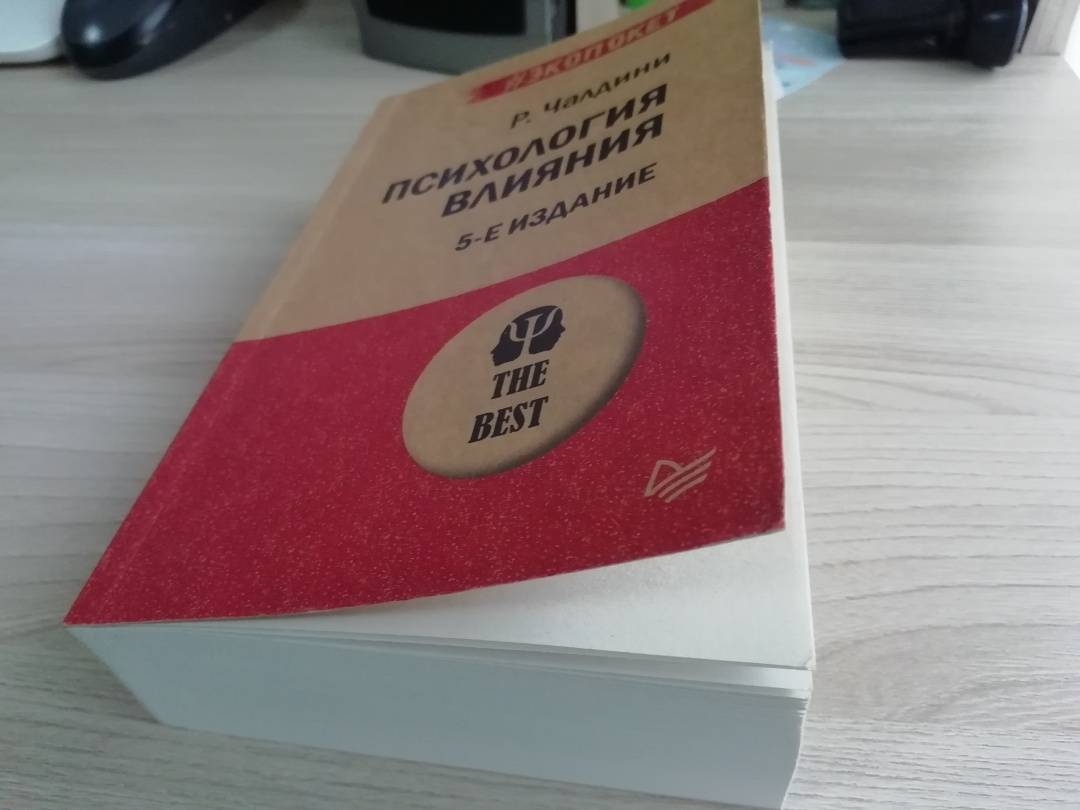 #ЭКОПОКЕТ
Р. Чалдини
ПСИХОЛОГИЯ
ВЛИЯНИЯ
5-Е ИЗДАНИЕ
THE
BEST